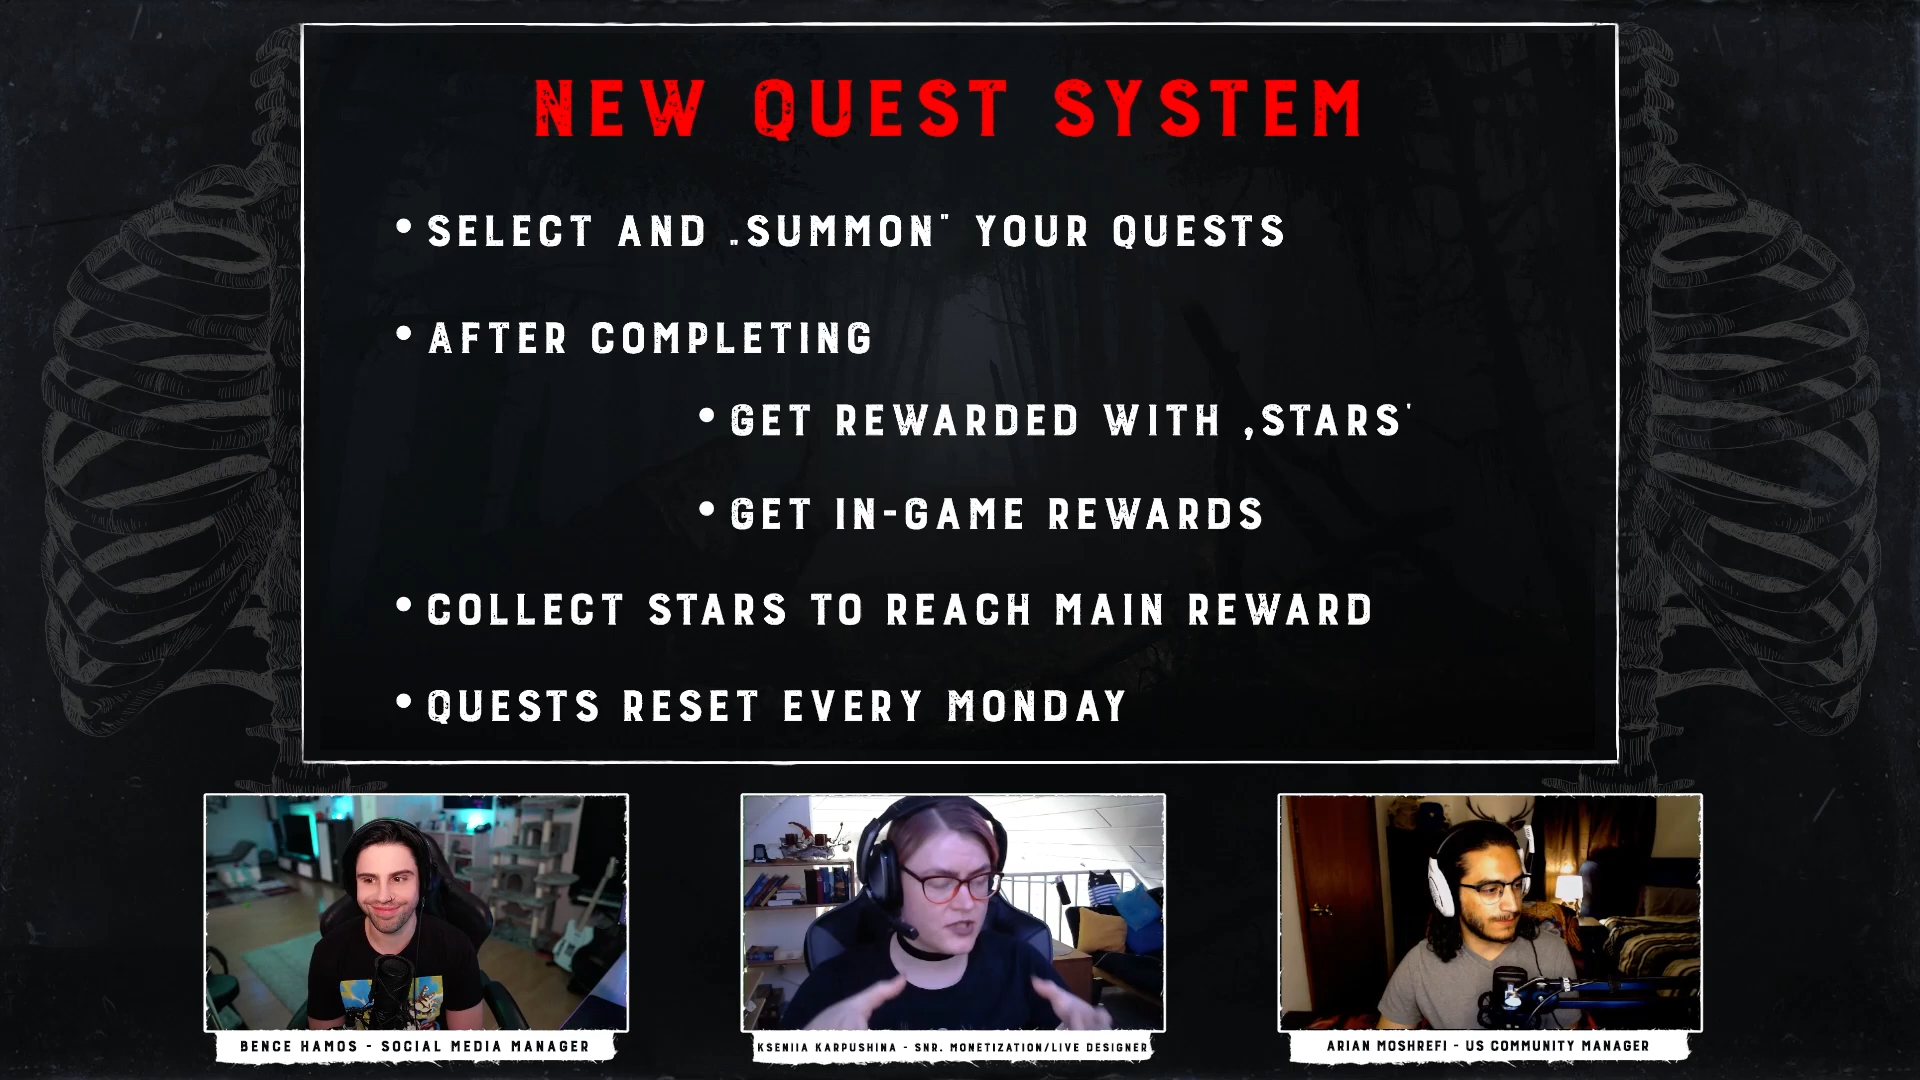 NEW QUEST SYSTEM
• SELECT AND „SUMMON" YOUR QUESTS
• AFTER COMPLETING
• GET REWARDED WITH ‚STARS'
• GET IN-GAME REWARDS
• COLLECT STARS TO REACH MAIN REWARD
• QUESTS RESET EVERY MONDAY
BENCE HAMOS - SOCIAL MEDIA MANAGER
KSENIIA KARPUSHINA - SNR. MONETIZATION/LIVE DESIGNER
ARIAN MOSHREFI - US COMMUNITY MANAGER